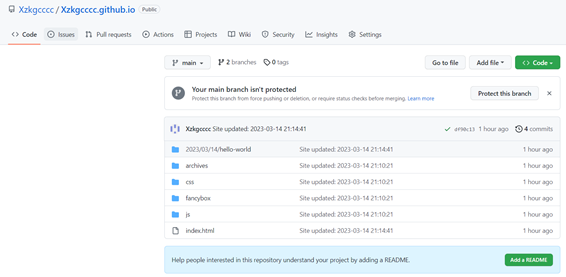 Xzkgcccc / Xzkgcccc.github.io Public
Code Issues Pull requests Actions Projects Wiki Security Insights Settings
main 2 branches 0 tags Go to file Add file Code
Your main branch isn't protected
Protect this branch from force pushing or deletion, or require status checks before merging. Learn more
Protect this branch
Xzkgcccc Site updated: 2023-03-14 21:14:41 1 hour ago 4 commits
2023/03/14/hello-world Site updated: 2023-03-14 21:14:41 1 hour ago
archives Site updated: 2023-03-14 21:10:21 1 hour ago
css Site updated: 2023-03-14 21:10:21 1 hour ago
fancybox Site updated: 2023-03-14 21:10:21 1 hour ago
js Site updated: 2023-03-14 21:10:21 1 hour ago
index.html Site updated: 2023-03-14 21:14:41 1 hour ago
Help people interested in this repository understand your project by adding a README. Add a README